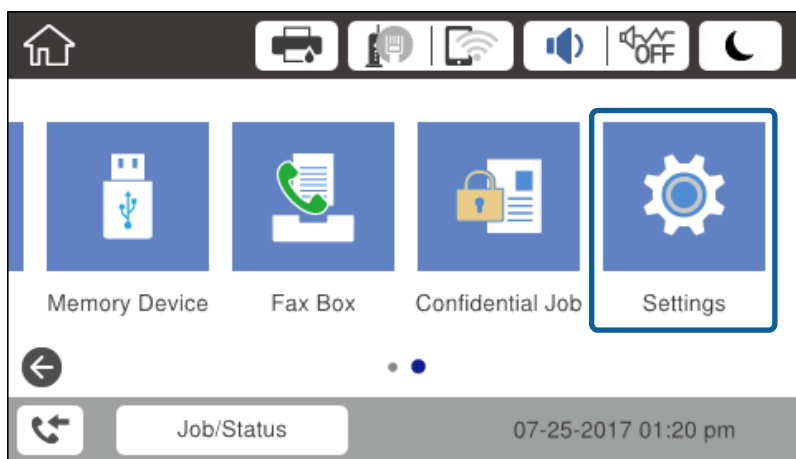 OFF
Memory Device
Fax Box
Confidential Job
Settings
Job/Status
07-25-2017 01:20 pm